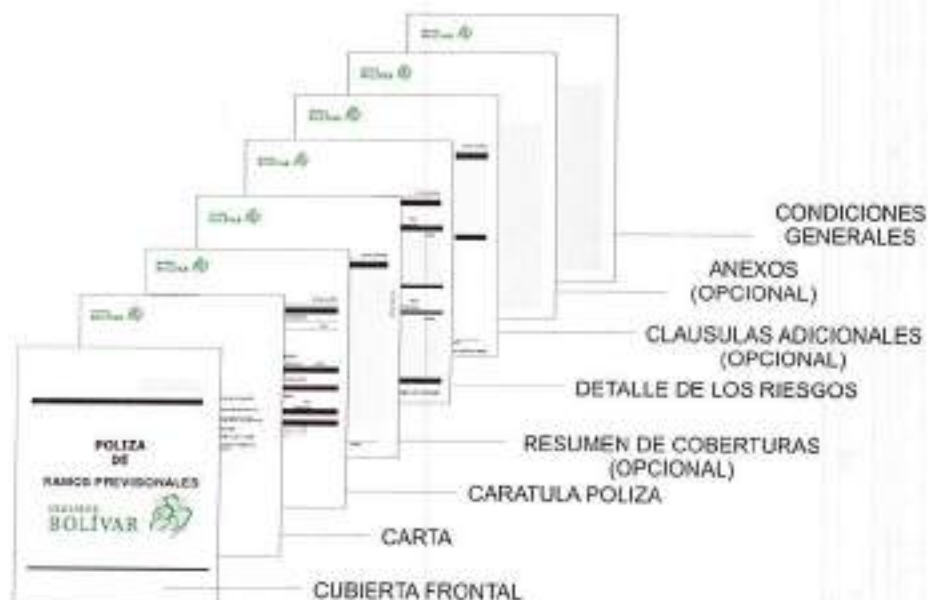 CONDICIONES
GENERALES
ANEXOS
(OPCIONAL)
CLAUSULAS ADICIONALES
(OPCIONAL)
DETALLE DE LOS RIESGOS
RESUMEN DE COBERTURAS
(OPCIONAL)
CARATULA POLIZA
CARTA
CUBIERTA FRONTAL
POLIZA
DE
RAMOS PREVISIONALES
SEGUROS
BOLÍVAR